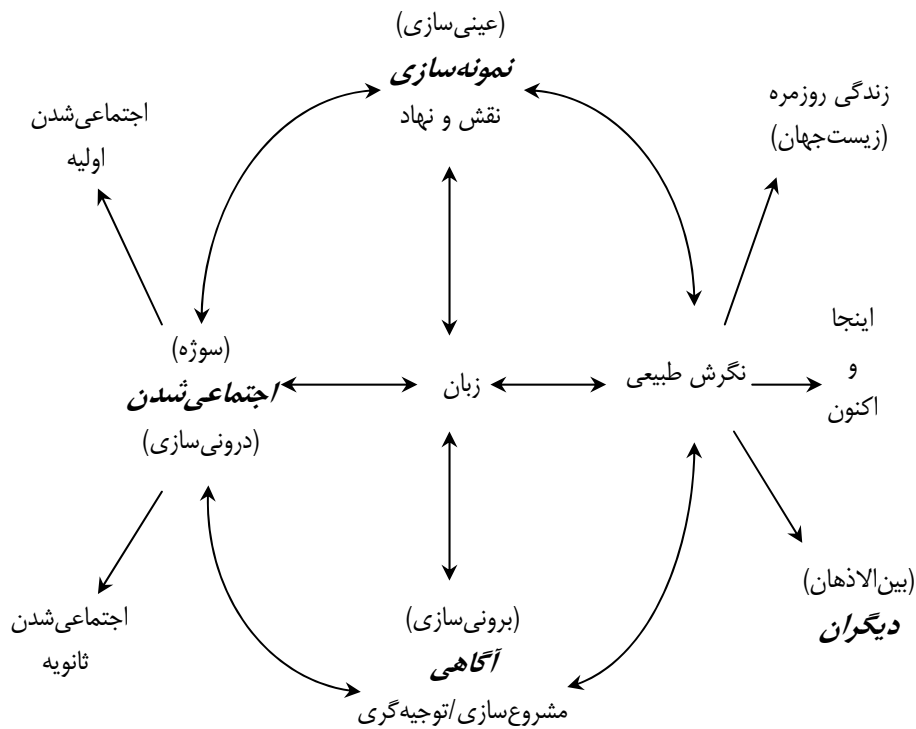 (عینی‌سازی)
نمونه‌سازی
نقش و نهاد
زندگی روزمره
(زیست‌جهان)
اجتماعی‌شدن
اولیه
اینجا
و
اکنون
نگرش طبیعی
زبان
(سوژه)
اجتماعی‌شدن
(درونی‌سازی)
(بین‌الاذهان)
دیگران
(برونی‌سازی)
آگاهی
مشروع‌سازی/توجیه‌گری
اجتماعی‌شدن
ثانویه